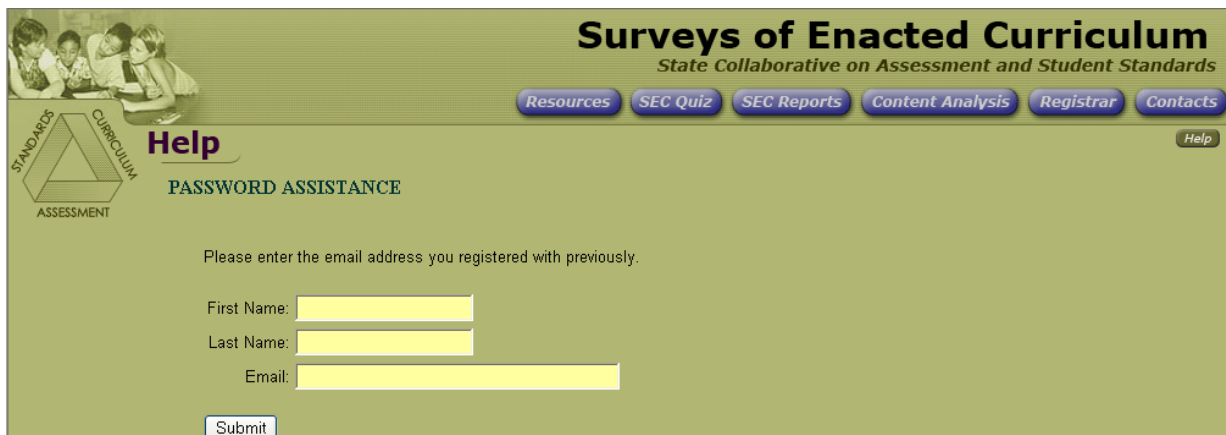 Surveys of Enacted Curriculum
State Collaborative on Assessment and Student Standards
Resources SEC Quiz SEC Reports Content Analysis Registrar Contacts
STANDARDS
CURRICULUM
ASSESSMENT
Help
Help
PASSWORD ASSISTANCE
Please enter the email address you registered with previously.
First Name:
Last Name:
Email:
Submit